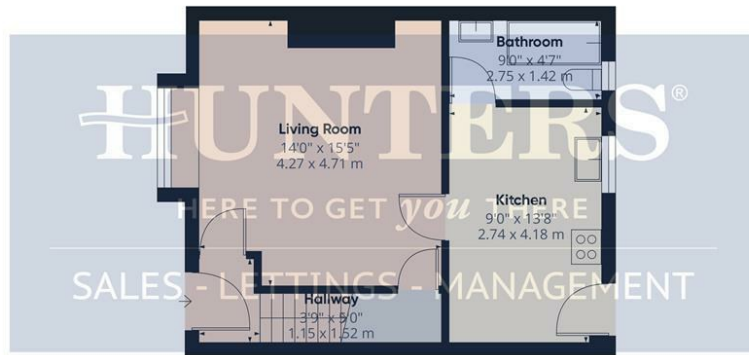 Bathroom
9'0" x 4'7"
2.75 x 1.42 m
HUNTERS®
Living Room
14'0" x 15'5"
4.27 x 4.71 m
Kitchen
9'0" x 13'8"
2.74 x 4.18 m
HERE TO GET you THERE
SALES - LETTINGS - MANAGEMENT
Hallway
3'9" x 5'0"
1.15 x 1.52 m